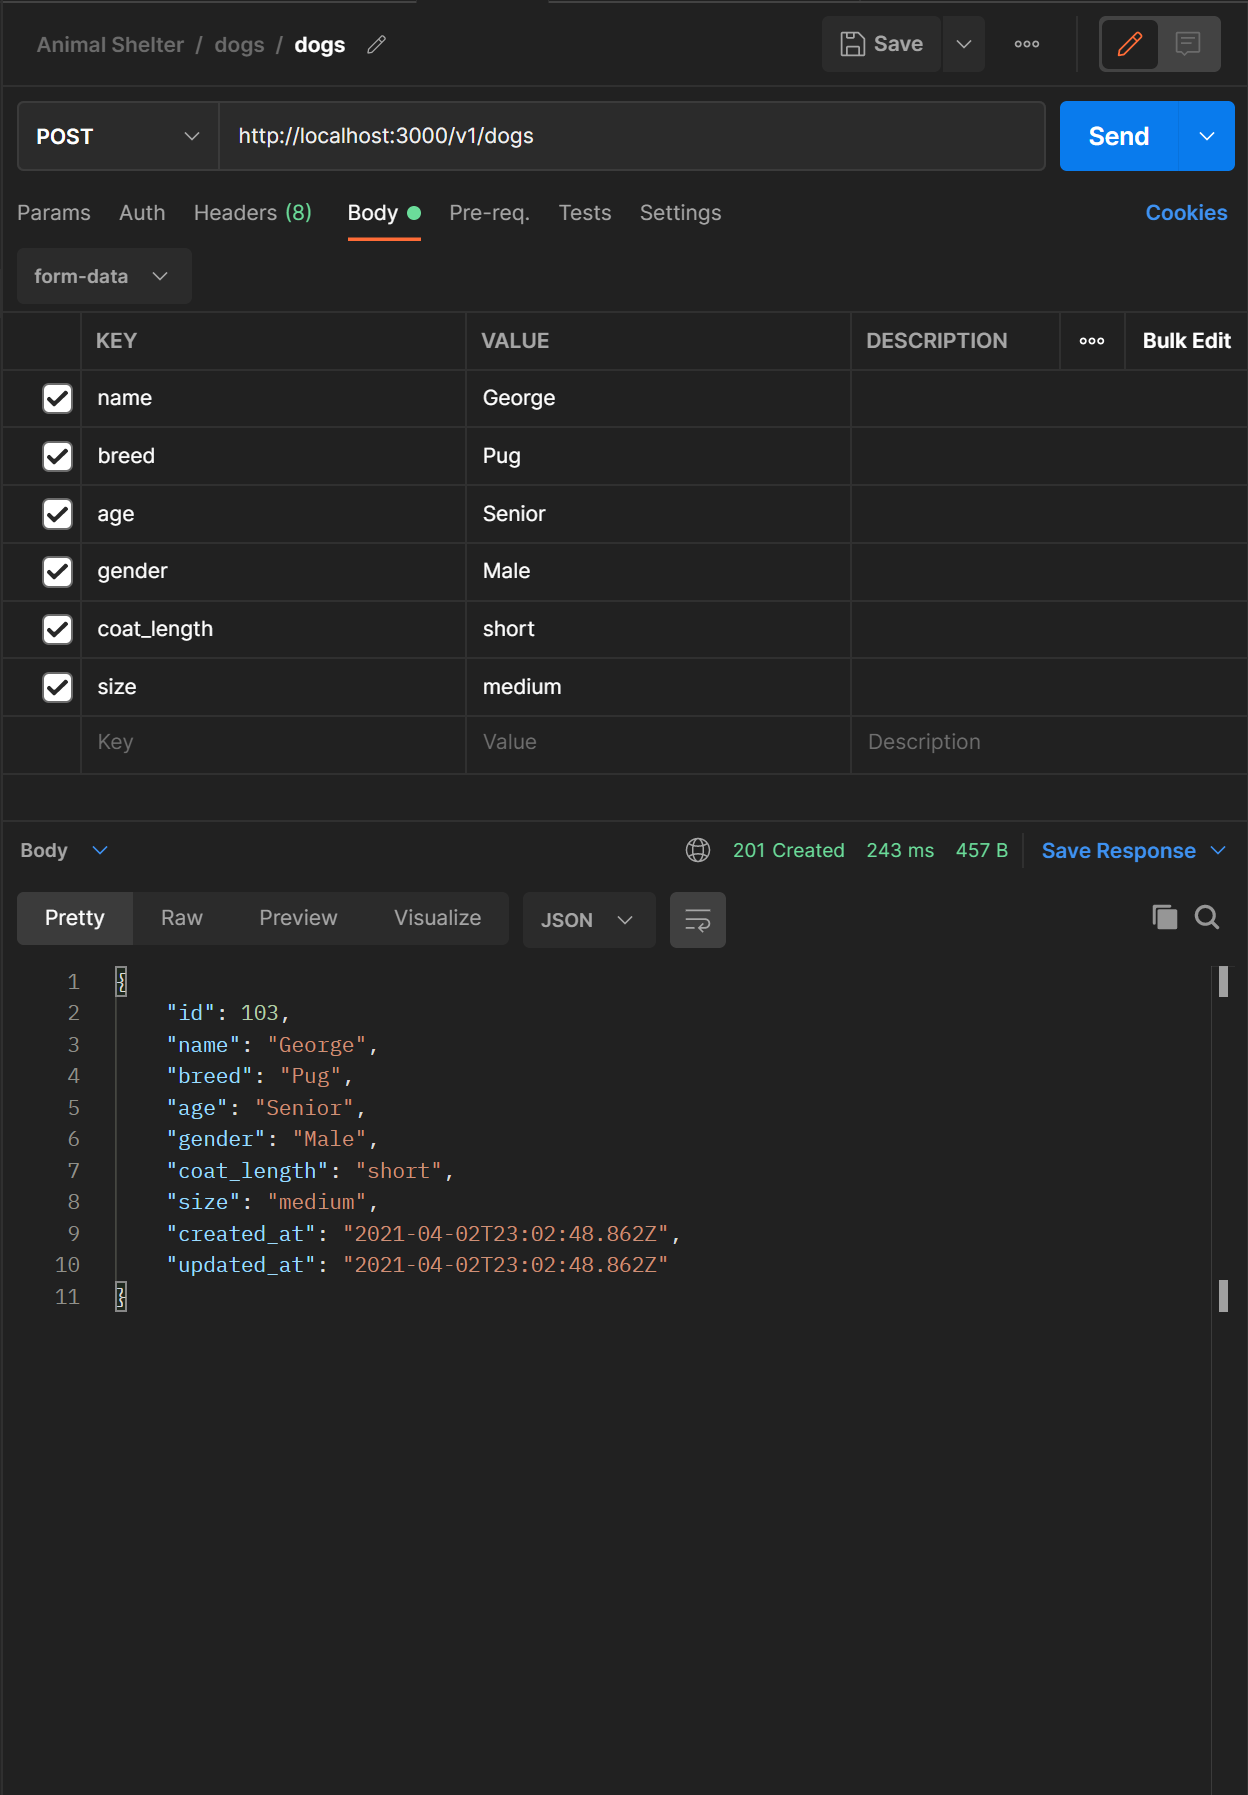 Animal Shelter / dogs / dogs Save
POST http://localhost:3000/v1/dogs Send
Params Auth Headers (8) Body Pre-req. Tests Settings Cookies
form-data
KEY VALUE DESCRIPTION Bulk Edit
name George
breed Pug
age Senior
gender Male
coat_length short
size medium
Key Value Description
Body 201 Created 243 ms 457 B Save Response
Pretty Raw Preview Visualize JSON
1 {
2 "id": 103,
3 "name": "George",
4 "breed": "Pug",
5 "age": "Senior",
6 "gender": "Male",
7 "coat_length": "short",
8 "size": "medium",
9 "created_at": "2021-04-02T23:02:48.862Z",
10 "updated_at": "2021-04-02T23:02:48.862Z"
11 }